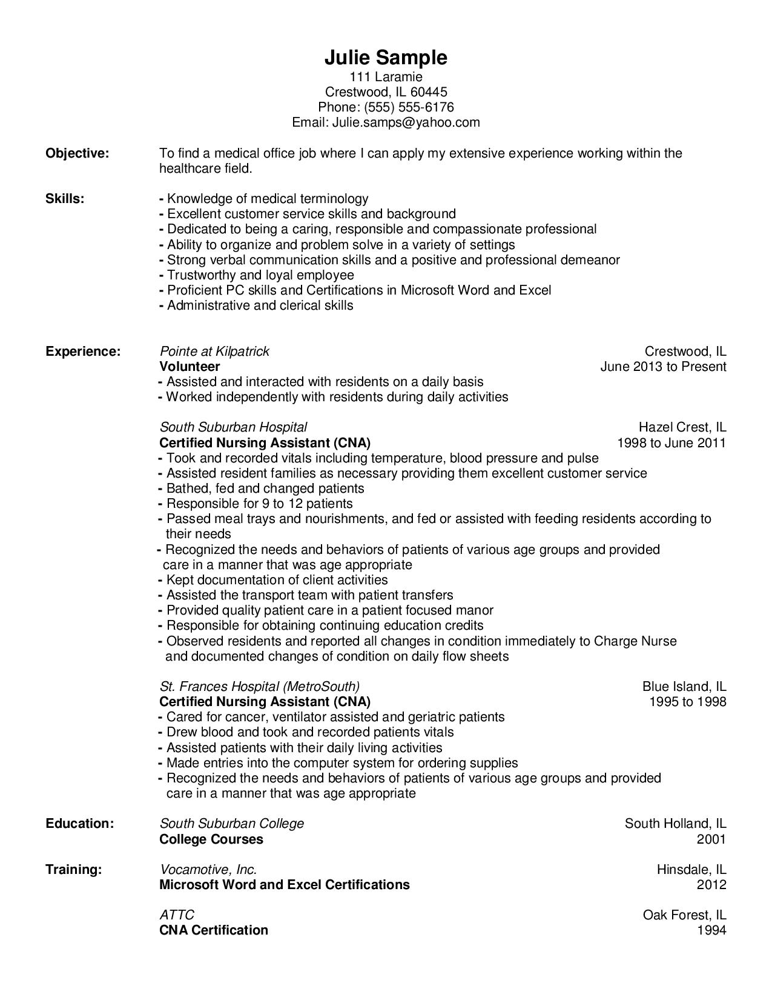 Julie Sample
111 Laramie
Crestwood, IL 60445
Phone: (555) 555-6176
Email: Julie.samps@yahoo.com
Objective: To find a medical office job where I can apply my extensive experience working within the
healthcare field.
Skills: - Knowledge of medical terminology
- Excellent customer service skills and background
- Dedicated to being a caring, responsible and compassionate professional
- Ability to organize and problem solve in a variety of settings
- Strong verbal communication skills and a positive and professional demeanor
- Trustworthy and loyal employee
- Proficient PC skills and Certifications in Microsoft Word and Excel
- Administrative and clerical skills
Experience: Pointe at Kilpatrick Crestwood, IL
Volunteer June 2013 to Present
- Assisted and interacted with residents on a daily basis
- Worked independently with residents during daily activities
South Suburban Hospital Hazel Crest, IL
Certified Nursing Assistant (CNA) 1998 to June 2011
- Took and recorded vitals including temperature, blood pressure and pulse
- Assisted resident families as necessary providing them excellent customer service
- Bathed, fed and changed patients
- Responsible for 9 to 12 patients
- Passed meal trays and nourishments, and fed or assisted with feeding residents according to
their needs
- Recognized the needs and behaviors of patients of various age groups and provided
care in a manner that was age appropriate
- Kept documentation of client activities
- Assisted the transport team with patient transfers
- Provided quality patient care in a patient focused manor
- Responsible for obtaining continuing education credits
- Observed residents and reported all changes in condition immediately to Charge Nurse
and documented changes of condition on daily flow sheets
St. Frances Hospital (MetroSouth) Blue Island, IL
Certified Nursing Assistant (CNA) 1995 to 1998
- Cared for cancer, ventilator assisted and geriatric patients
- Drew blood and took and recorded patients vitals
- Assisted patients with their daily living activities
- Made entries into the computer system for ordering supplies
- Recognized the needs and behaviors of patients of various age groups and provided
care in a manner that was age appropriate
Education: South Suburban College South Holland, IL
College Courses 2001
Training: Vocamotive, Inc. Hinsdale, IL
Microsoft Word and Excel Certifications 2012
ATTC Oak Forest, IL
CNA Certification 1994